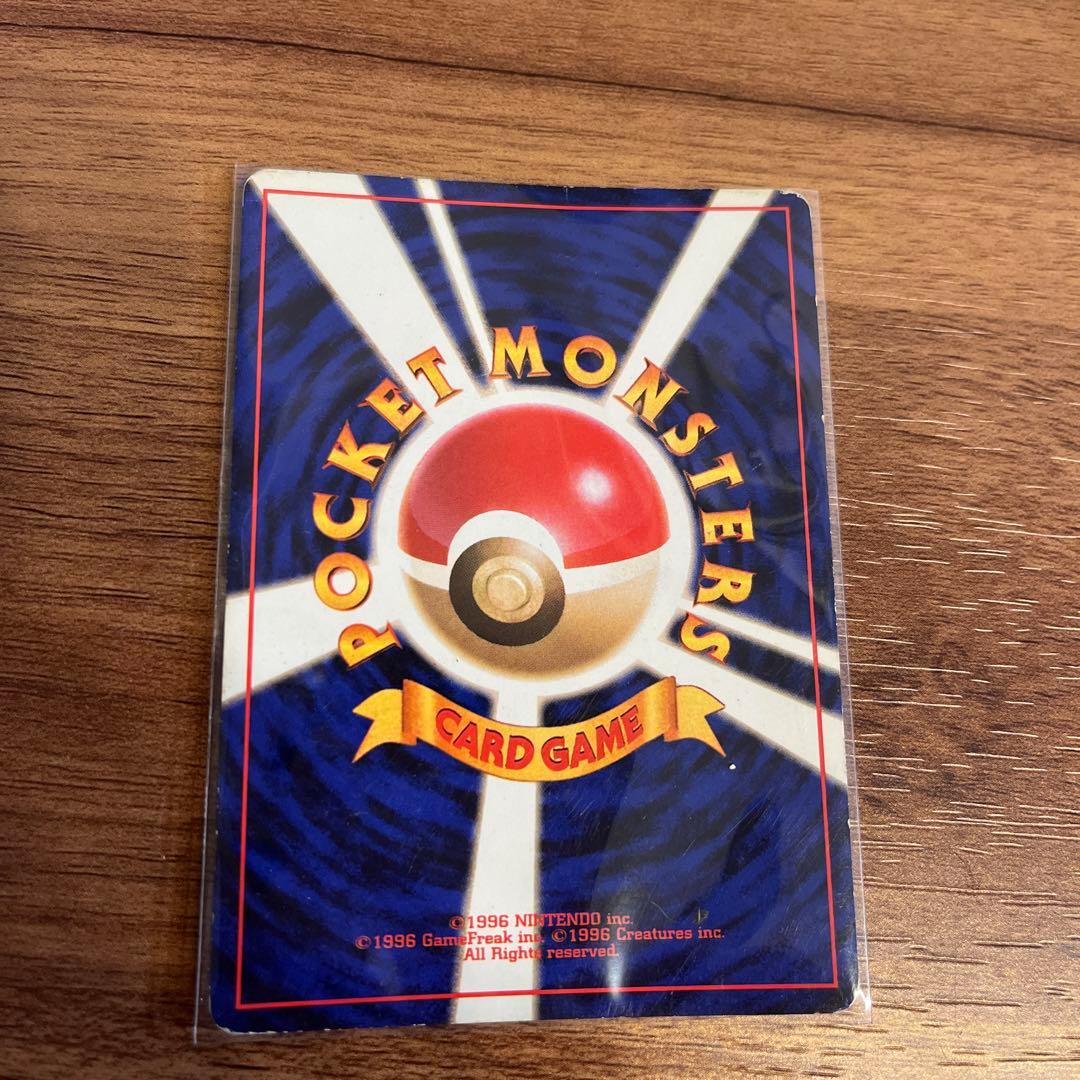 POCKET MONSTERS
CARD GAME
©1996 NINTENDO inc.
©1996 GameFreak inc. ©1996 Creatures inc.
All Rights reserved.